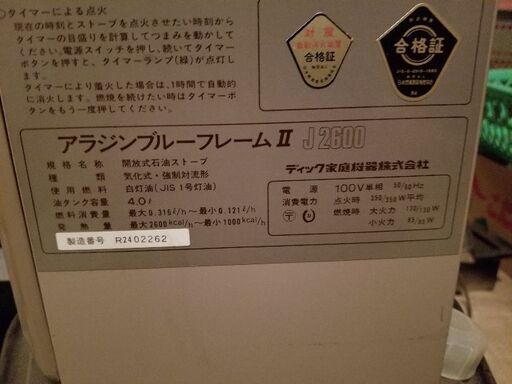 ○タイマーによる点火
現在の時刻とストーブを点火させたい時刻から
タイマーの目盛りを計算してつまみを動かして
ください。電源スイッチを押し、続いてタイマー
ボタンを押すと、タイマーランプ(緑)が点灯し
ます。
タイマーにより着火した場合は、1時間で自動的
に消火します。燃焼を続けたい時はタイマーボ
タンをもう一度押してください。
対震
自動消火装置
合格証
合格証
アラジンブルーフレームII J2600
規格名称 開放式石油ストーブ
種類 気化式・強制対流形
使用燃料 白灯油(JIS 1号灯油)
油タンク容量 4.0ℓ
燃料消費量 最大0.316ℓ/h~最小0.121ℓ/h
発熱量 最大2600kcal/h~最小1000kcal/h
製造番号 R2402262
ディック家庭機器株式会社
電源 100V単相 50/60Hz
消費電力 点火時 350/350W平均
燃焼時 大火力 130/130W
小火力 85/85W